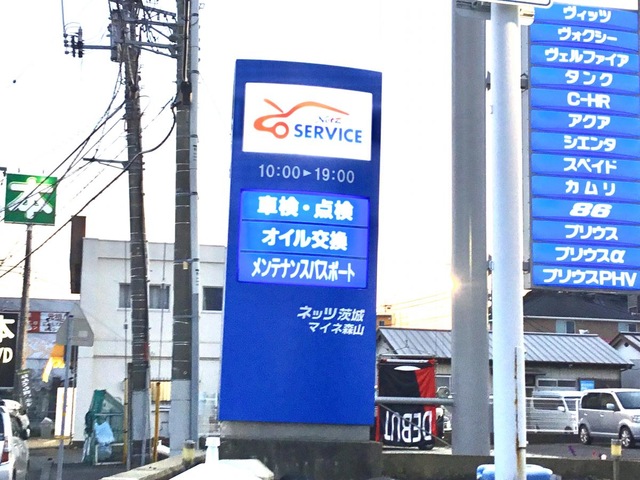 SERVICE
10:00▶19:00
車検・点検
オイル交換
メンテナンスパスポート
ネッツ茨城
マイネ森山
ヴィッツ
ヴォクシー
ヴェルファイア
タンク
C-HR
アクア
シエンタ
スペイド
カムリ
86
プリウス
プリウスα
プリウスPHV
本
本
VD
DEBUT